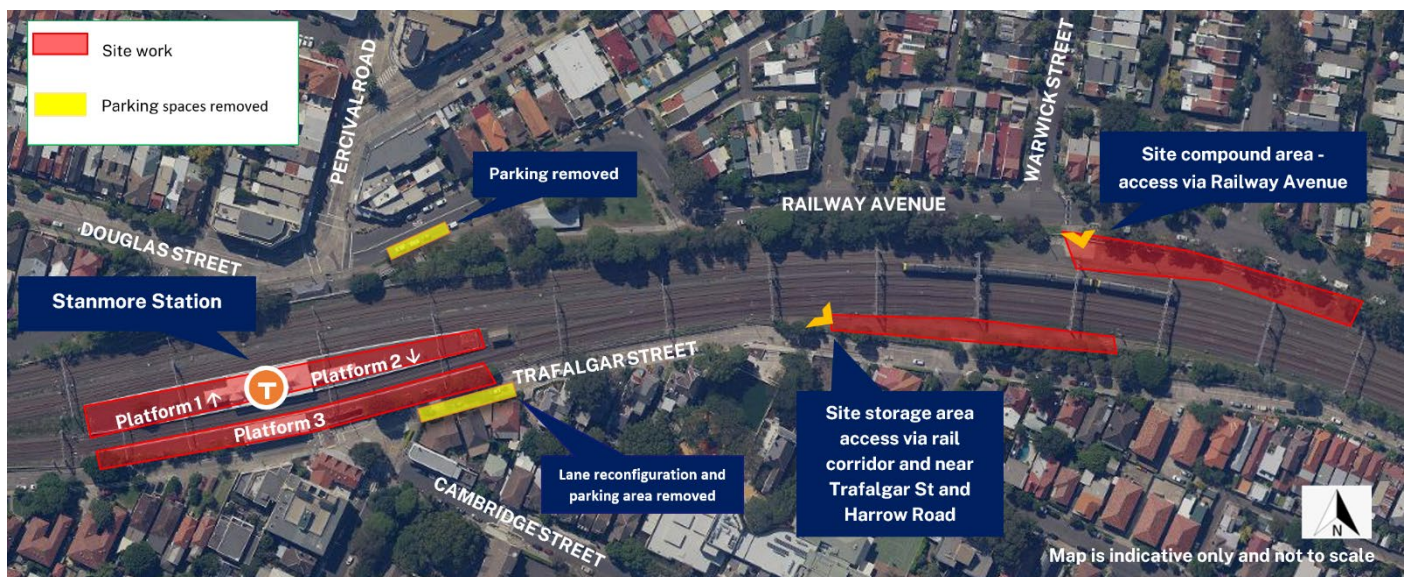 Site work
Parking spaces removed
PERCIVAL ROAD
WARWICK STREET
Parking removed
Site compound area -
access via Railway Avenue
RAILWAY AVENUE
DOUGLAS STREET
Stanmore Station
Platform 1 ↑
T
Platform 2 ↓
Platform 3
TRAFALGAR STREET
Lane reconfiguration and
parking area removed
Site storage area
access via rail
corridor and near
Trafalgar St and
Harrow Road
CAMBRIDGE STREET
N
Map is indicative only and not to scale